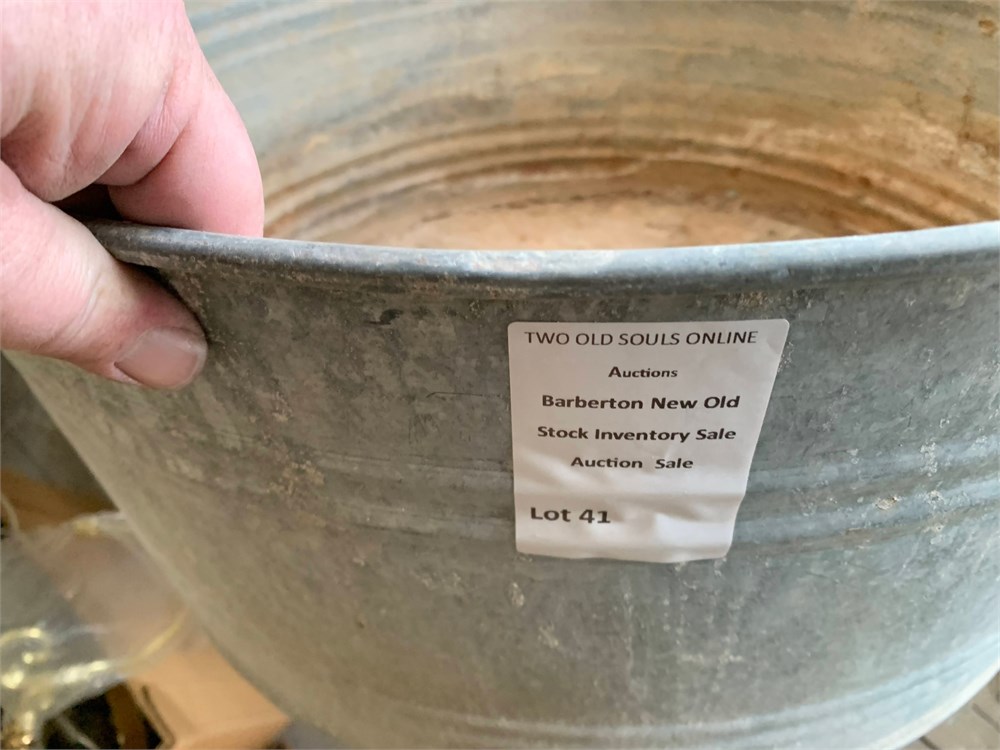 TWO OLD SOULS ONLINE
Auctions
Barberton New Old
Stock Inventory Sale
Auction Sale
Lot 41